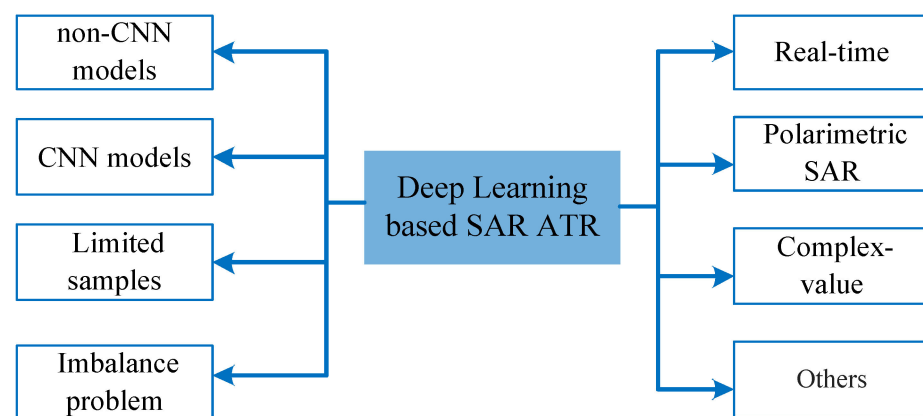 non-CNN
models
CNN models
Limited
samples
Imbalance
problem
Deep Learning
based SAR ATR
Real-time
Polarimetric
SAR
Complex-
value
Others